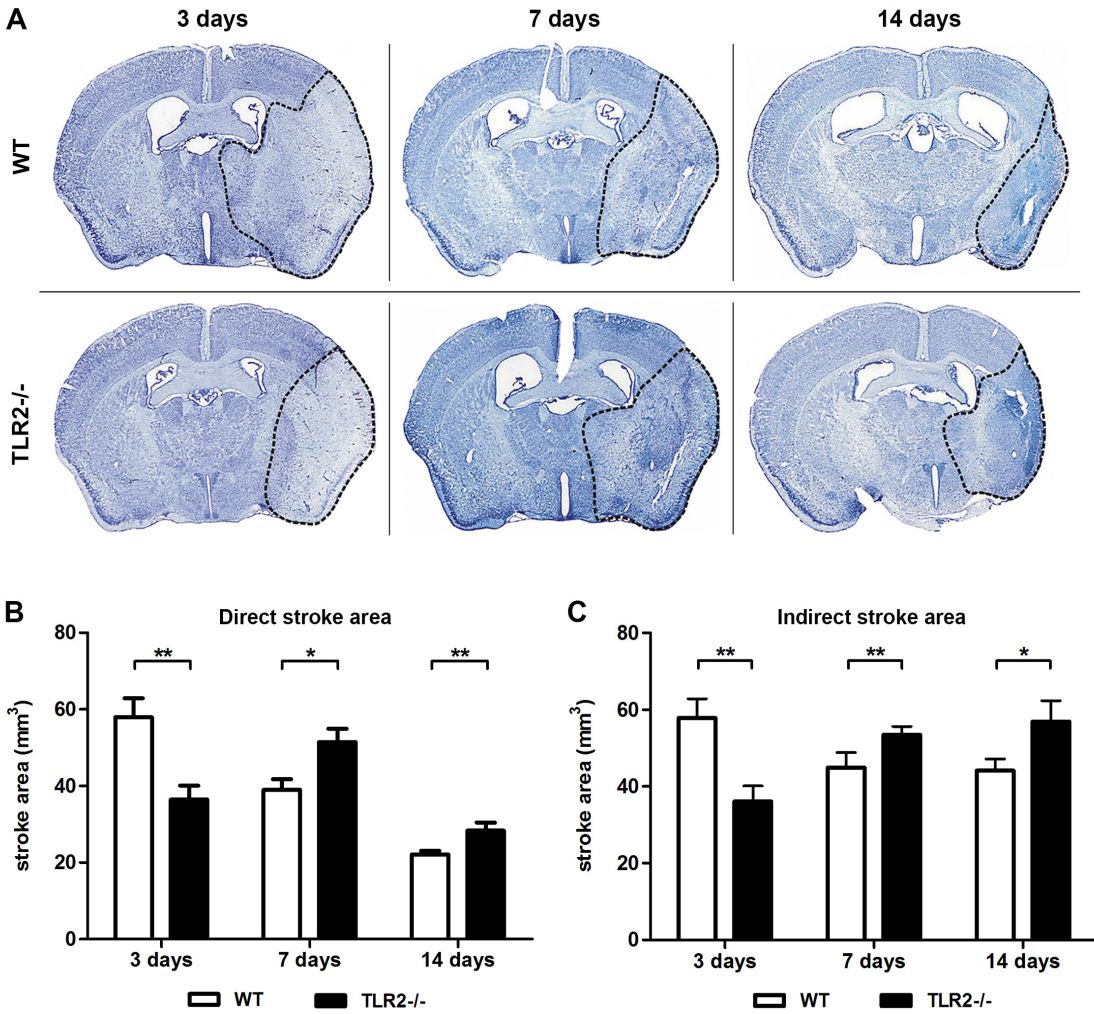 A
3 days 7 days 14 days
WT
TLR2-/-
B
Direct stroke area
stroke area (mm³)
80
60
40
20
0
** * **
3 days 7 days 14 days
WT TLR2-/-
C
Indirect stroke area
stroke area (mm³)
80
60
40
20
0
** ** *
3 days 7 days 14 days
WT TLR2-/-